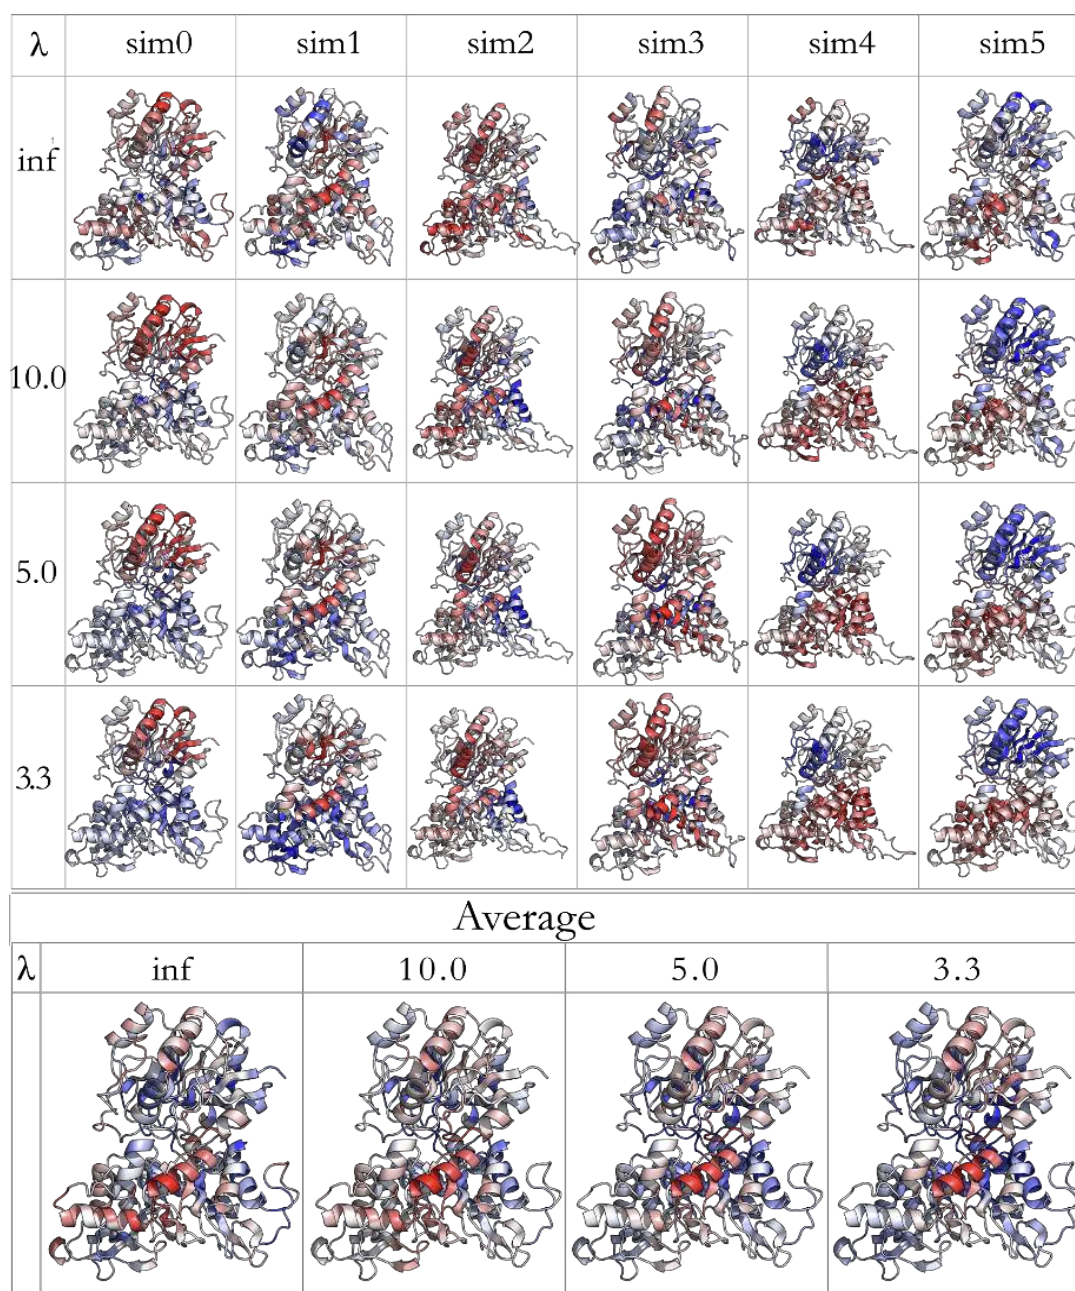 λ sim0 sim1 sim2 sim3 sim4 sim5
inf
10.0
5.0
3.3
Average
λ inf 10.0 5.0 3.3